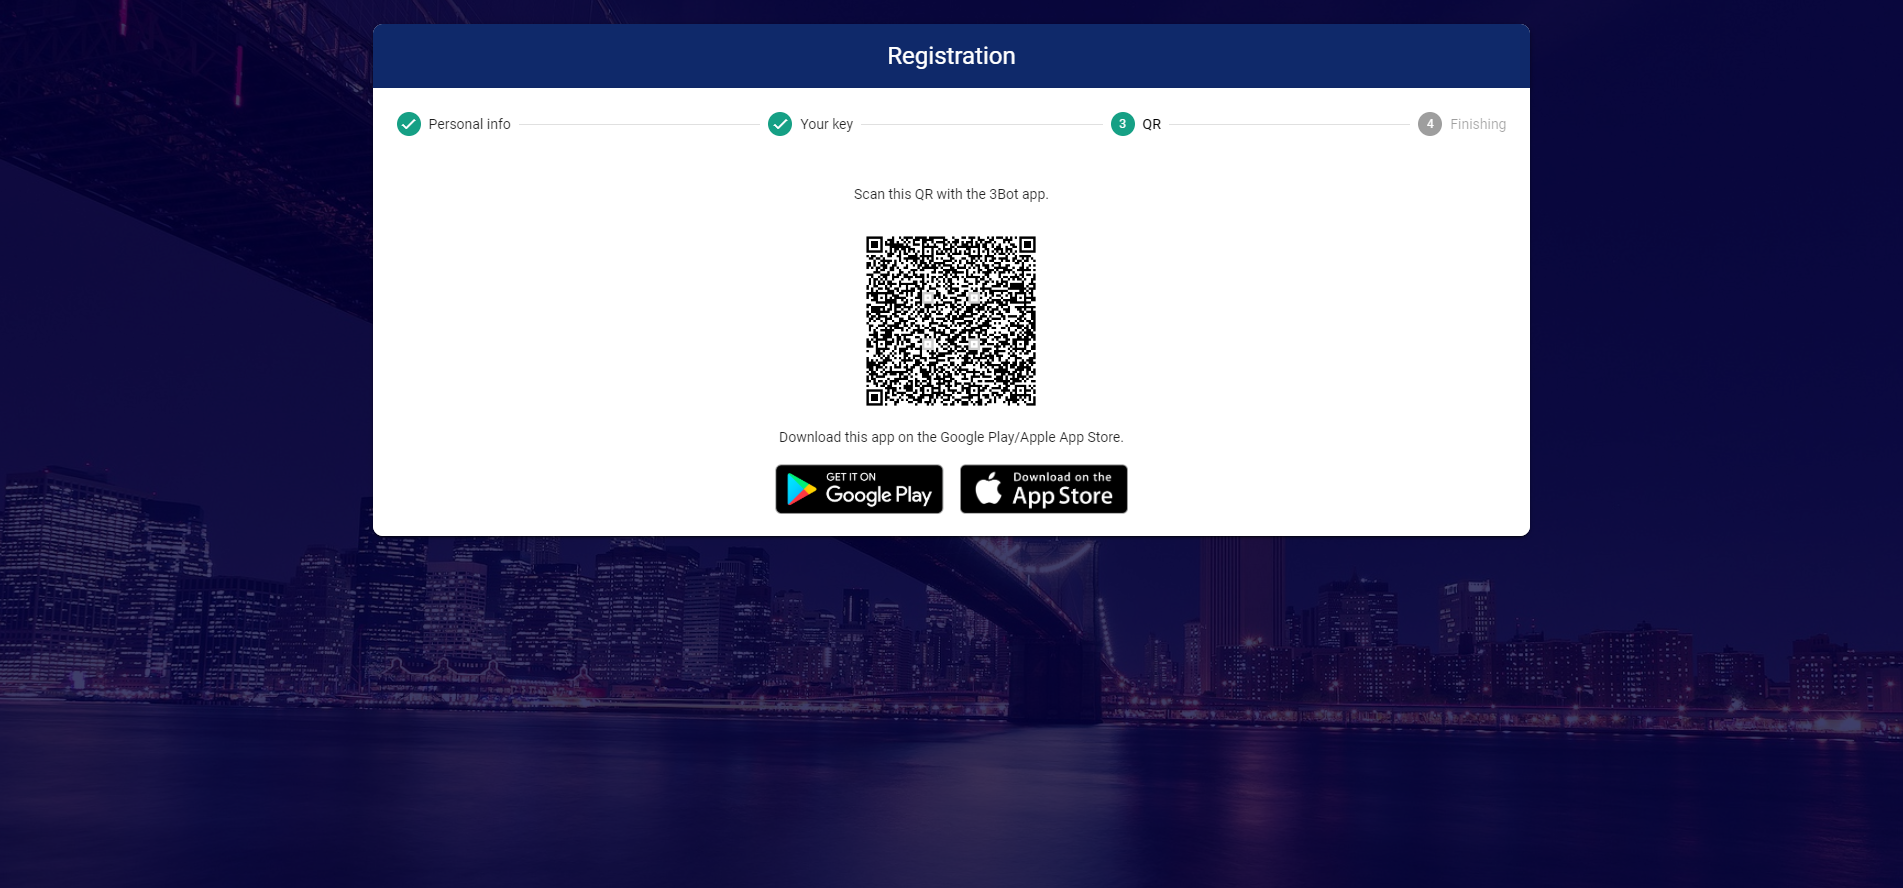 Registration
Personal info
Your key
3 QR
4 Finishing
Scan this QR with the 3Bot app.
Download this app on the Google Play/Apple App Store.
GET IT ON
Google Play
Download on the
App Store